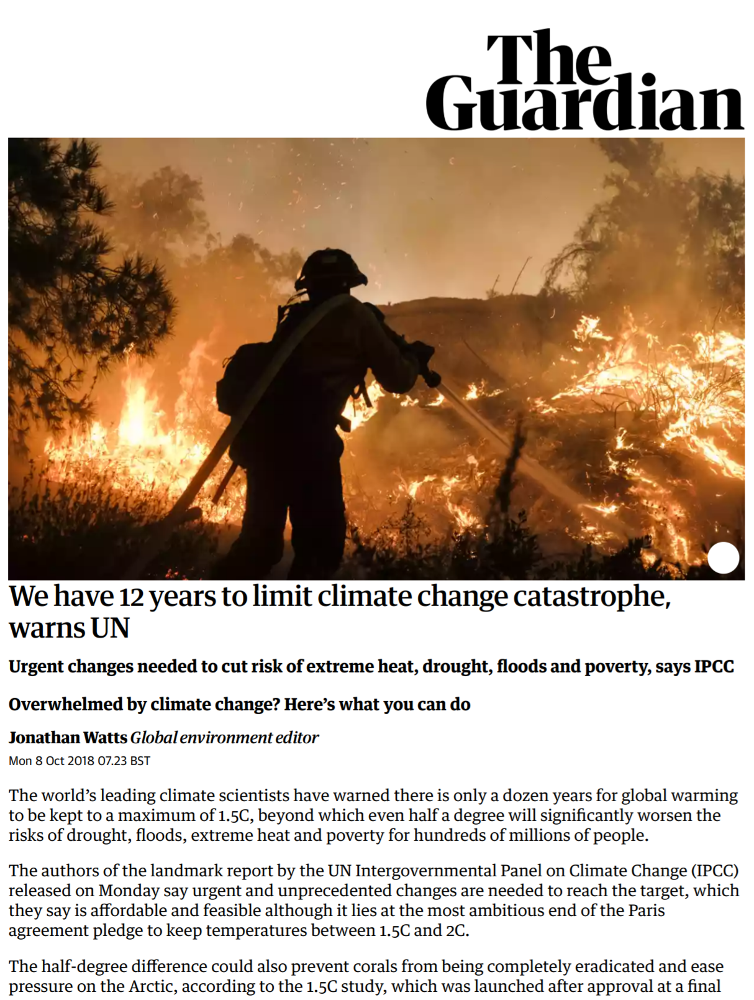 The
Guardian
We have 12 years to limit climate change catastrophe,
warns UN
Urgent changes needed to cut risk of extreme heat, drought, floods and poverty, says IPCC
Overwhelmed by climate change? Here’s what you can do
Jonathan Watts Global environment editor
Mon 8 Oct 2018 07.23 BST
The world’s leading climate scientists have warned there is only a dozen years for global warming
to be kept to a maximum of 1.5C, beyond which even half a degree will significantly worsen the
risks of drought, floods, extreme heat and poverty for hundreds of millions of people.
The authors of the landmark report by the UN Intergovernmental Panel on Climate Change (IPCC)
released on Monday say urgent and unprecedented changes are needed to reach the target, which
they say is affordable and feasible although it lies at the most ambitious end of the Paris
agreement pledge to keep temperatures between 1.5C and 2C.
The half-degree difference could also prevent corals from being completely eradicated and ease
pressure on the Arctic, according to the 1.5C study, which was launched after approval at a final